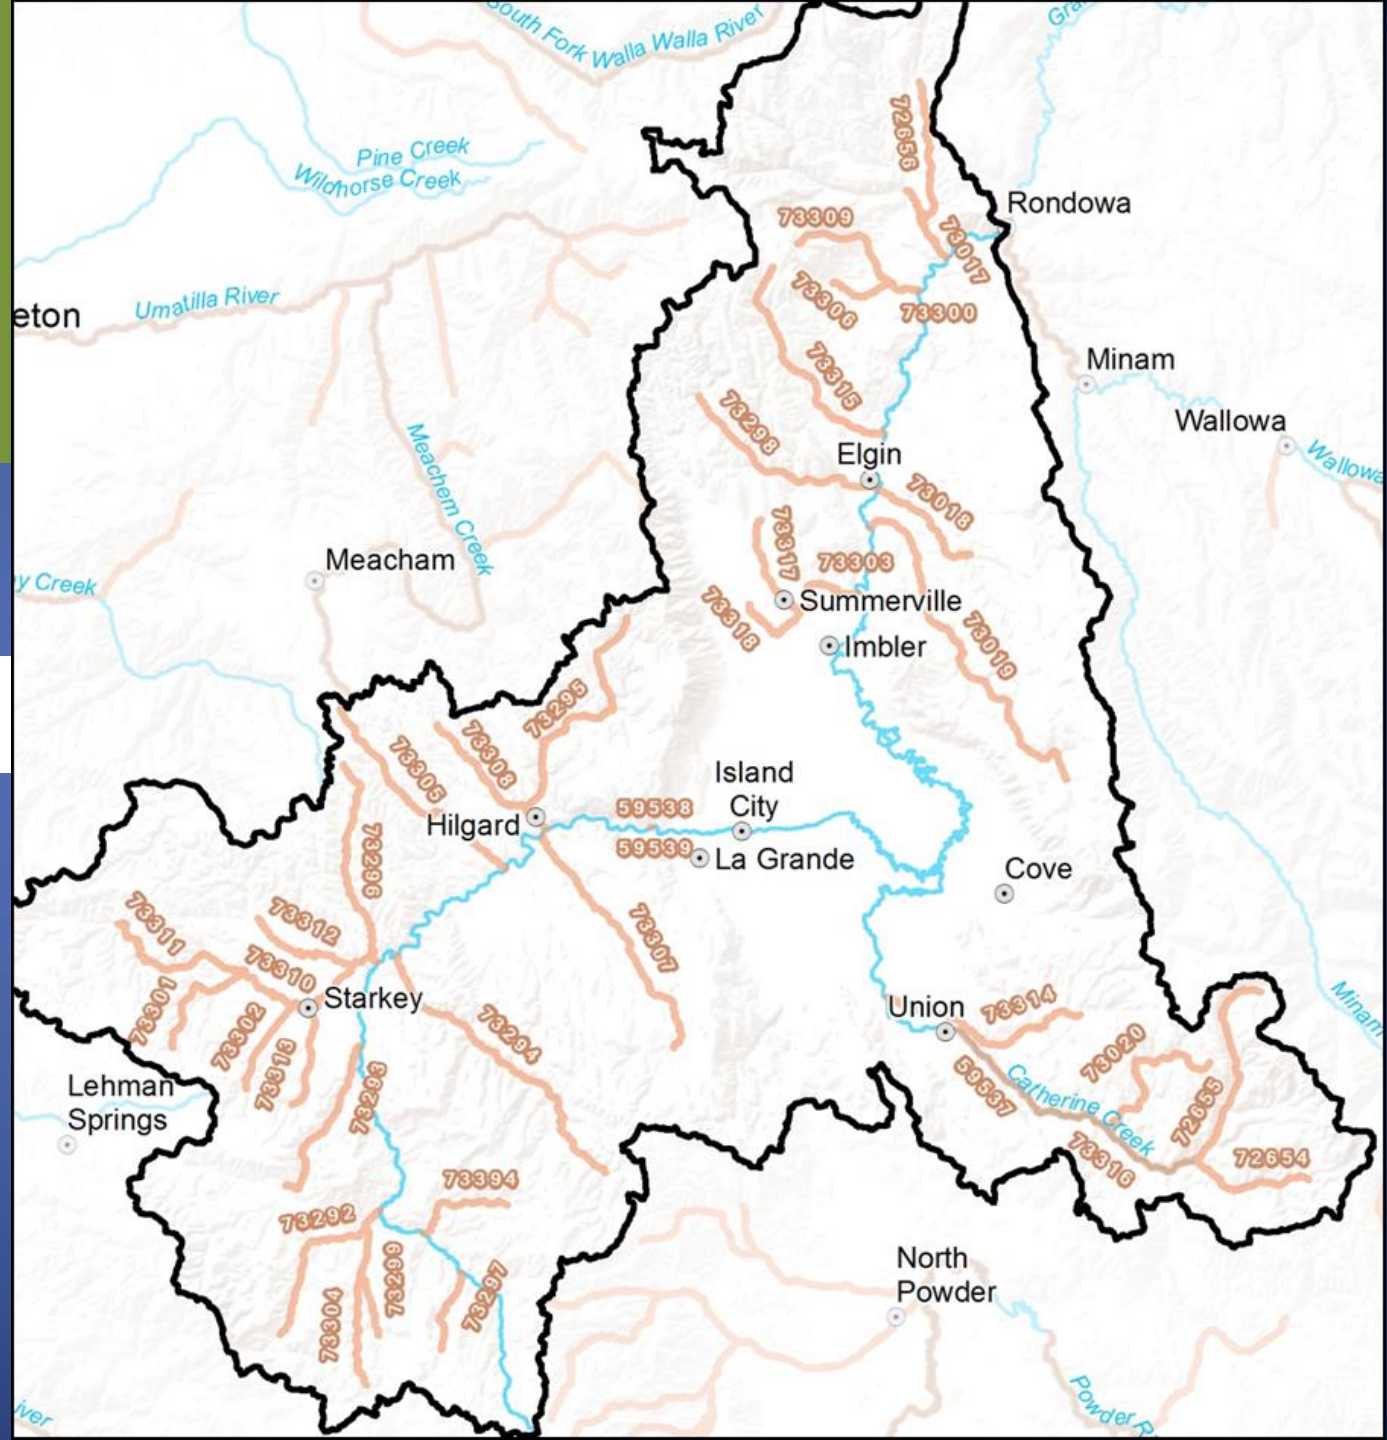 South Fork Walla Walla River
Gra
Pine Creek
Wildhorse Creek
72656
Rondowa
73309
73017
Umatilla River
eton
73306
73300
Minam
73315
Wallowa
73298
Meachem Creek
Elgin
Wallowa
73018
73317
Meacham
73303
y Creek
Summerville
73318
Imbler
73019
73295
73308
73305
Island
City
59538
Hilgard
59539
La Grande
73296
Cove
73311
73312
73307
73310
Starkey
73301
73302
73294
Union
73314
Minam
73313
73020
Lehman
Springs
73293
59537
Catherine Creek
72655
73316
72654
73394
73292
73299
73297
73304
North
Powder
Powder R
iver